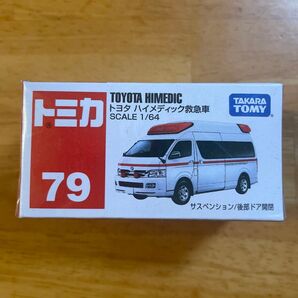 トミカ
79
TOYOTA HIMEDIC
トヨタ ハイメディック救急車
SCALE 1/64
TAKARA
TOMY
サスペンション/後部ドア開閉